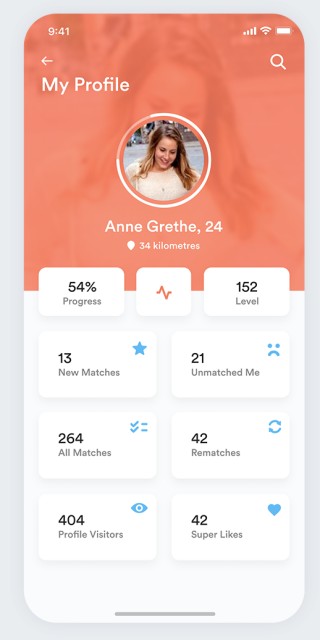 9:41
My Profile
Anne Grethe, 24
34 kilometres
54%
Progress
152
Level
13
New Matches
21
Unmatched Me
264
All Matches
42
Rematches
404
Profile Visitors
42
Super Likes